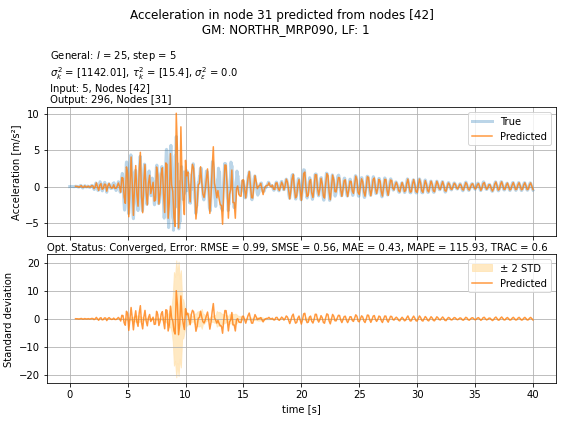 Acceleration in node 31 predicted from nodes [42]
GM: NORTHR_MRP090, LF: 1
General: l = 25, step = 5
σ²ₖ = [1142.01], τ²ₖ = [15.4], σ²ε = 0.0
Input: 5, Nodes [42]
Output: 296, Nodes [31]
10
5
0
−5
Acceleration [m/s²]
True
Predicted
Opt. Status: Converged, Error: RMSE = 0.99, SMSE = 0.56, MAE = 0.43, MAPE = 115.93, TRAC = 0.6
20
10
0
−10
−20
Standard deviation
± 2 STD
Predicted
0 5 10 15 20 25 30 35 40
time [s]